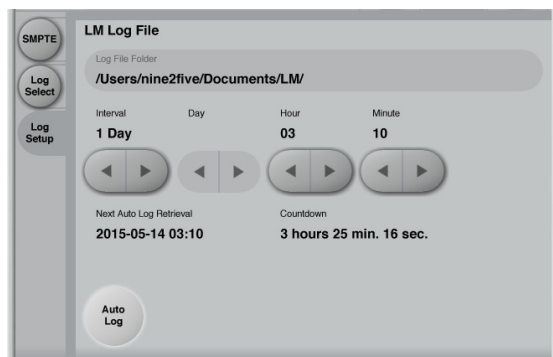 SMPTE
Log
Select
Log
Setup
LM Log File
Log File Folder
/Users/nine2five/Documents/LM/
Interval Day Hour Minute
1 Day 03 10
Next Auto Log Retrieval Countdown
2015-05-14 03:10 3 hours 25 min. 16 sec.
Auto
Log